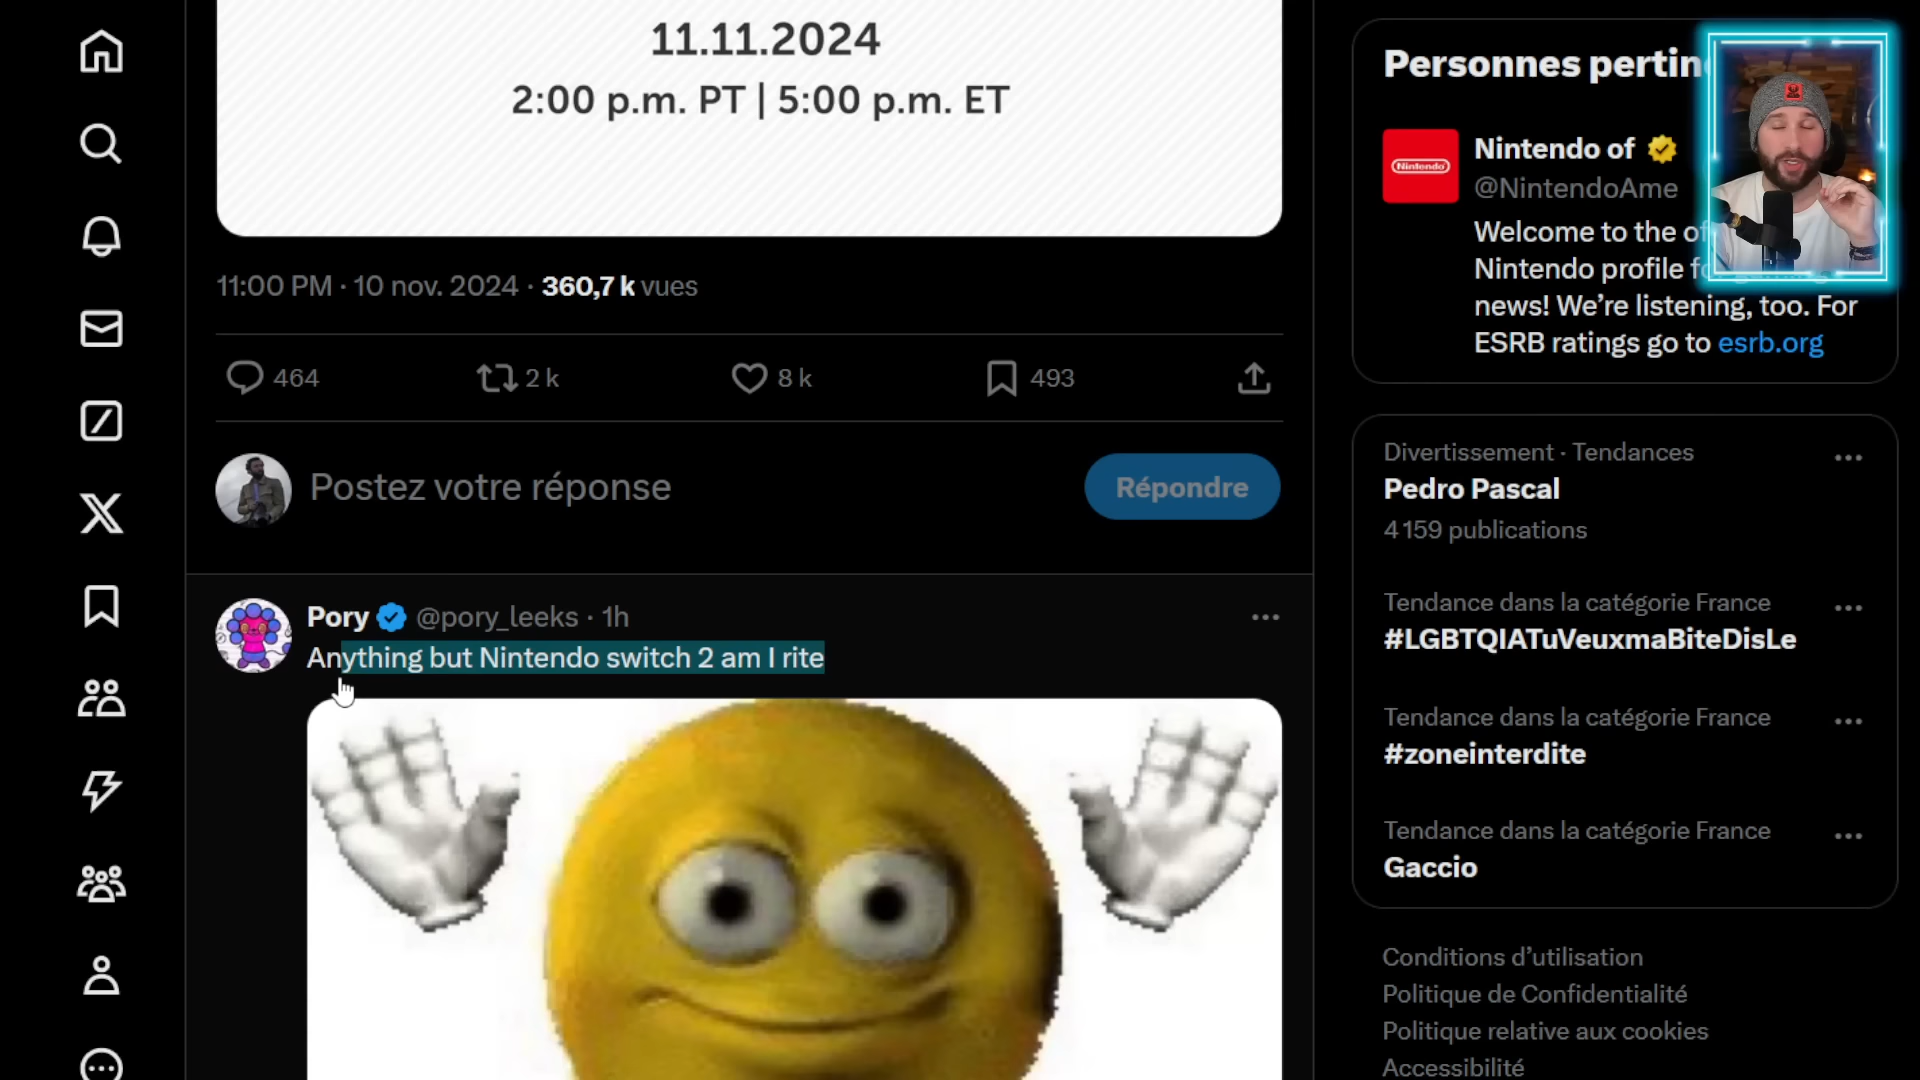 11.11.2024
2:00 p.m. PT | 5:00 p.m. ET
11:00 PM · 10 nov. 2024 · 360,7 k vues
464 2 k 8 k 493
Postez votre réponse
Répondre
Pory @pory_leeks · 1h
Anything but Nintendo switch 2 am I rite
Personnes
Nintendo
Nintendo of
@NintendoAme
Welcome to the
Nintendo profile
news! We’re listening, too. For
ESRB ratings go to esrb.org
Divertissement · Tendances
Pedro Pascal
4 159 publications
Tendance dans la catégorie France
#LGBTQIATuVeuxmaBiteDisLe
Tendance dans la catégorie France
#zoneinterdite
Tendance dans la catégorie France
Gaccio
Conditions d’utilisation
Politique de Confidentialité
Politique relative aux cookies
Accessibilité